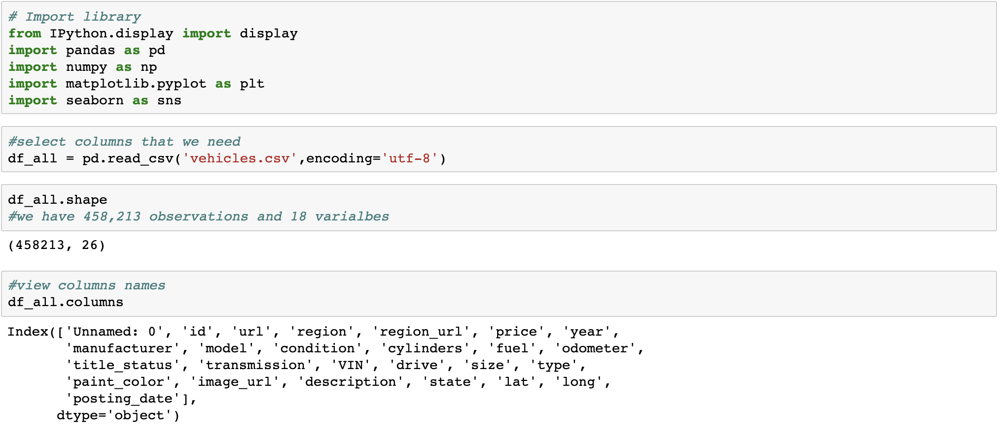 # Import library
from IPython.display import display
import pandas as pd
import numpy as np
import matplotlib.pyplot as plt
import seaborn as sns
#select columns that we need
df_all = pd.read_csv('vehicles.csv',encoding='utf-8')
df_all.shape
#we have 458,213 observations and 18 varialbes
(458213, 26)
#view columns names
df_all.columns
Index(['Unnamed: 0', 'id', 'url', 'region', 'region_url', 'price', 'year',
'manufacturer', 'model', 'condition', 'cylinders', 'fuel', 'odometer',
'title_status', 'transmission', 'VIN', 'drive', 'size', 'type',
'paint_color', 'image_url', 'description', 'state', 'lat', 'long',
'posting_date'],
dtype='object')